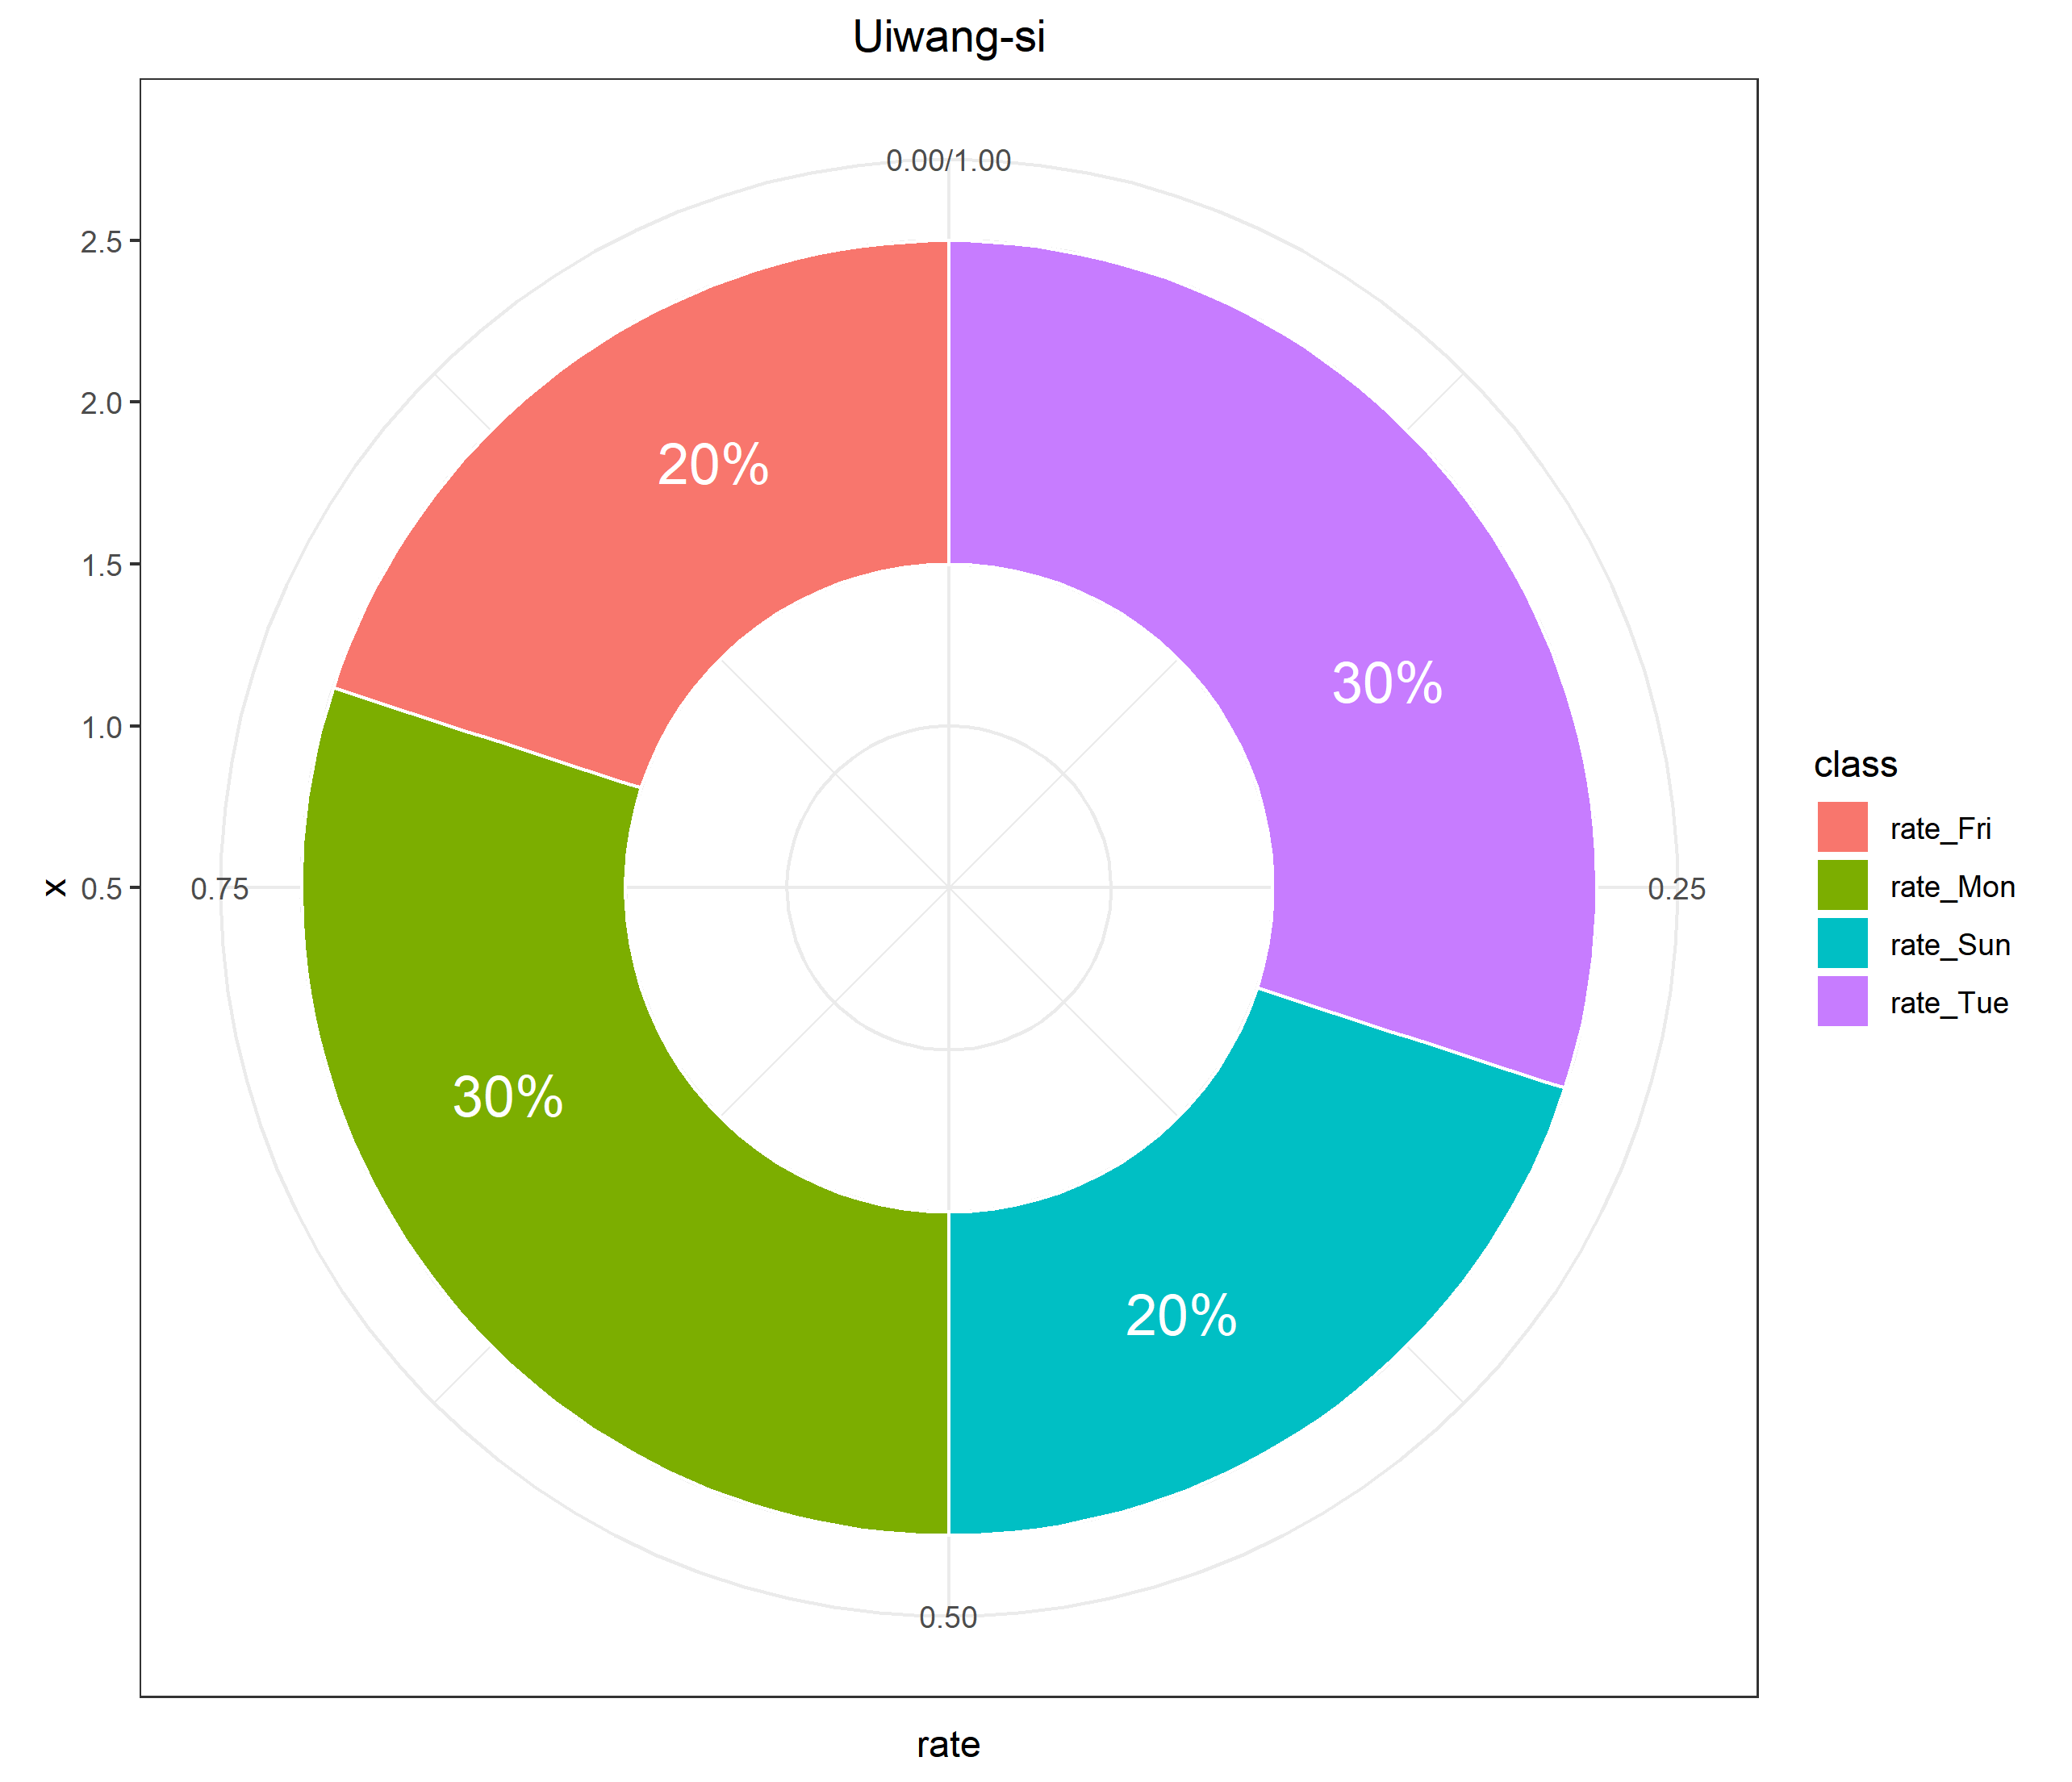 Uiwang-si
0.00/1.00
2.5
2.0
20%
1.5
30%
1.0
class
rate_Fri
x
0.5
0.75
0.25
rate_Mon
rate_Sun
rate_Tue
30%
20%
0.50
rate